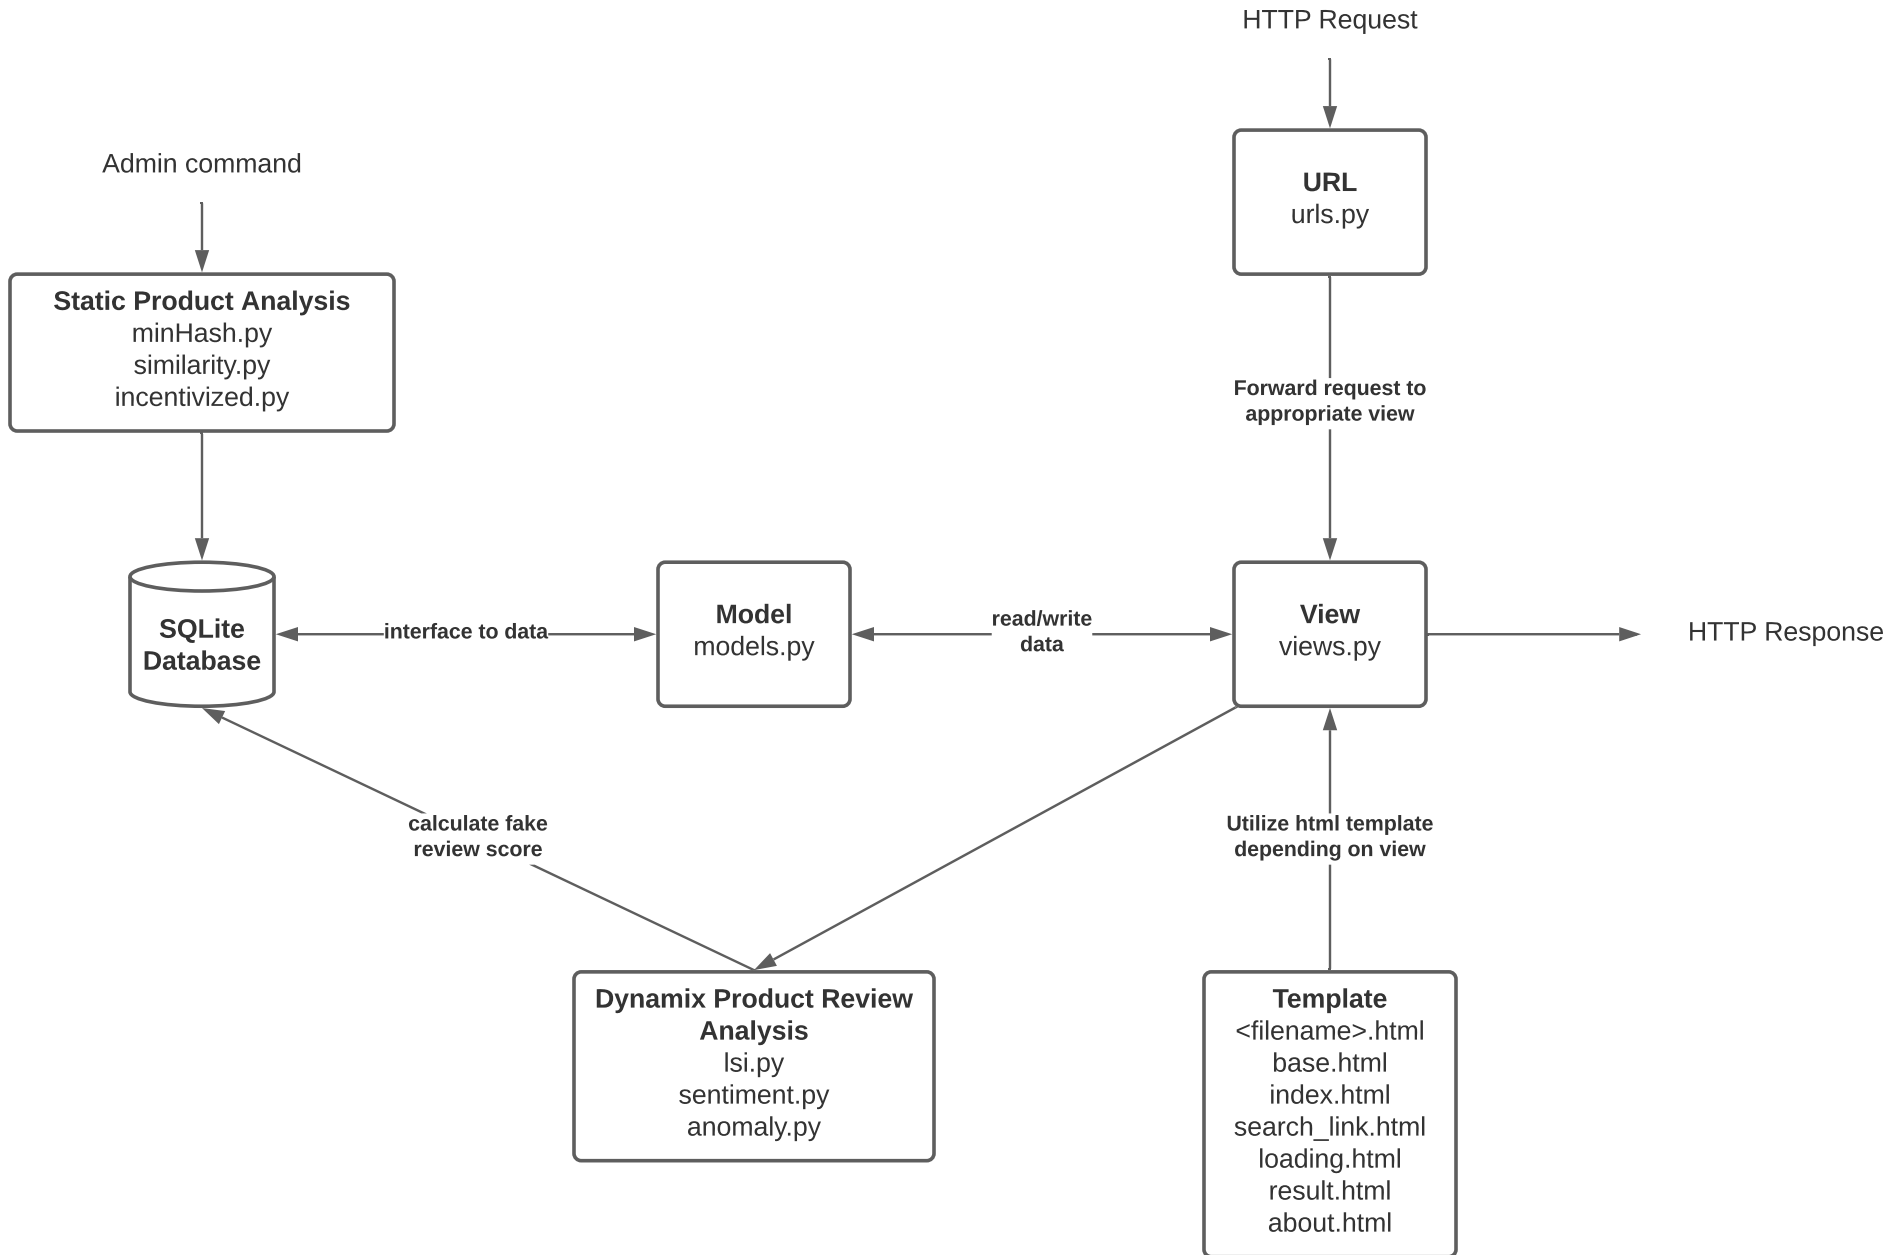 HTTP Request
URL
urls.py
Admin command
Static Product Analysis
minHash.py
similarity.py
incentivized.py
Forward request to
appropriate view
SQLite
Database
interface to data
Model
models.py
read/write
data
View
views.py
HTTP Response
calculate fake
review score
Utilize html template
depending on view
Dynamix Product Review
Analysis
lsi.py
sentiment.py
anomaly.py
Template
<filename>.html
base.html
index.html
search_link.html
loading.html
result.html
about.html